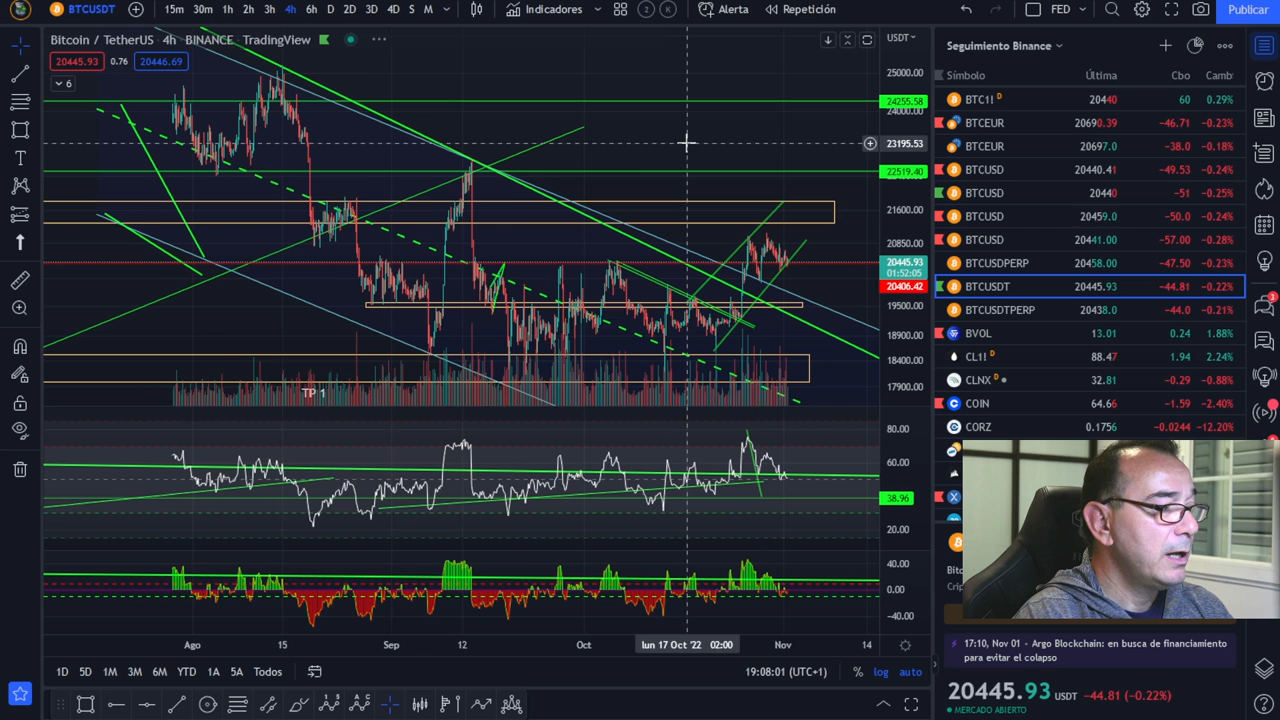 BTCUSDT
15m 30m 1h 2h 3h 4h 6h D 2D 3D 4D S M
Indicadores
2 K
Alerta
Repetición
FED
Publicar
Bitcoin / TetherUS · 4h · BINANCE · TradingView
20445.93 0.76 20446.69
6
USDT
25000.00
24255.58
24000.00
23195.53
22519.40
21600.00
20850.00
20445.93
01:52:05
20406.42
19500.00
18900.00
18400.00
17900.00
TP 1
80.00
60.00
38.96
20.00
40.00
0.00
−40.00
Ago 15 Sep 12 Oct lun 17 Oct '22 02:00 Nov 14
1D 5D 1M 3M 6M YTD 1A 5A Todos
19:08:01 (UTC+1) % log auto
Seguimiento Binance
Símbolo Última Cbo Camb
BTC1! D 20440 60 0.29%
BTCEUR 20690.39 −46.71 −0.23%
BTCEUR 20697.0 −38.0 −0.18%
BTCUSD 20440.41 −49.53 −0.24%
BTCUSD 20440 −51 −0.25%
BTCUSD 20459.0 −50.0 −0.24%
BTCUSD 20441.00 −57.00 −0.28%
BTCUSDPERP 20458.00 −47.50 −0.23%
BTCUSDT 20445.93 −44.81 −0.22%
BTCUSDTPERP 20438.0 −44.0 −0.21%
BVOL 13.01 0.24 1.88%
CL1! D 88.47 1.94 2.24%
CLNX D 32.81 −0.29 −0.88%
COIN 64.66 −1.59 −2.40%
CORZ 0.1756 −0.0244 −12.20%
3
17:10, Nov 01 • Argo Blockchain: en busca de financiamiento
para evitar el colapso
20445.93 USDT −44.81 (−0.22%)
MERCADO ABIERTO